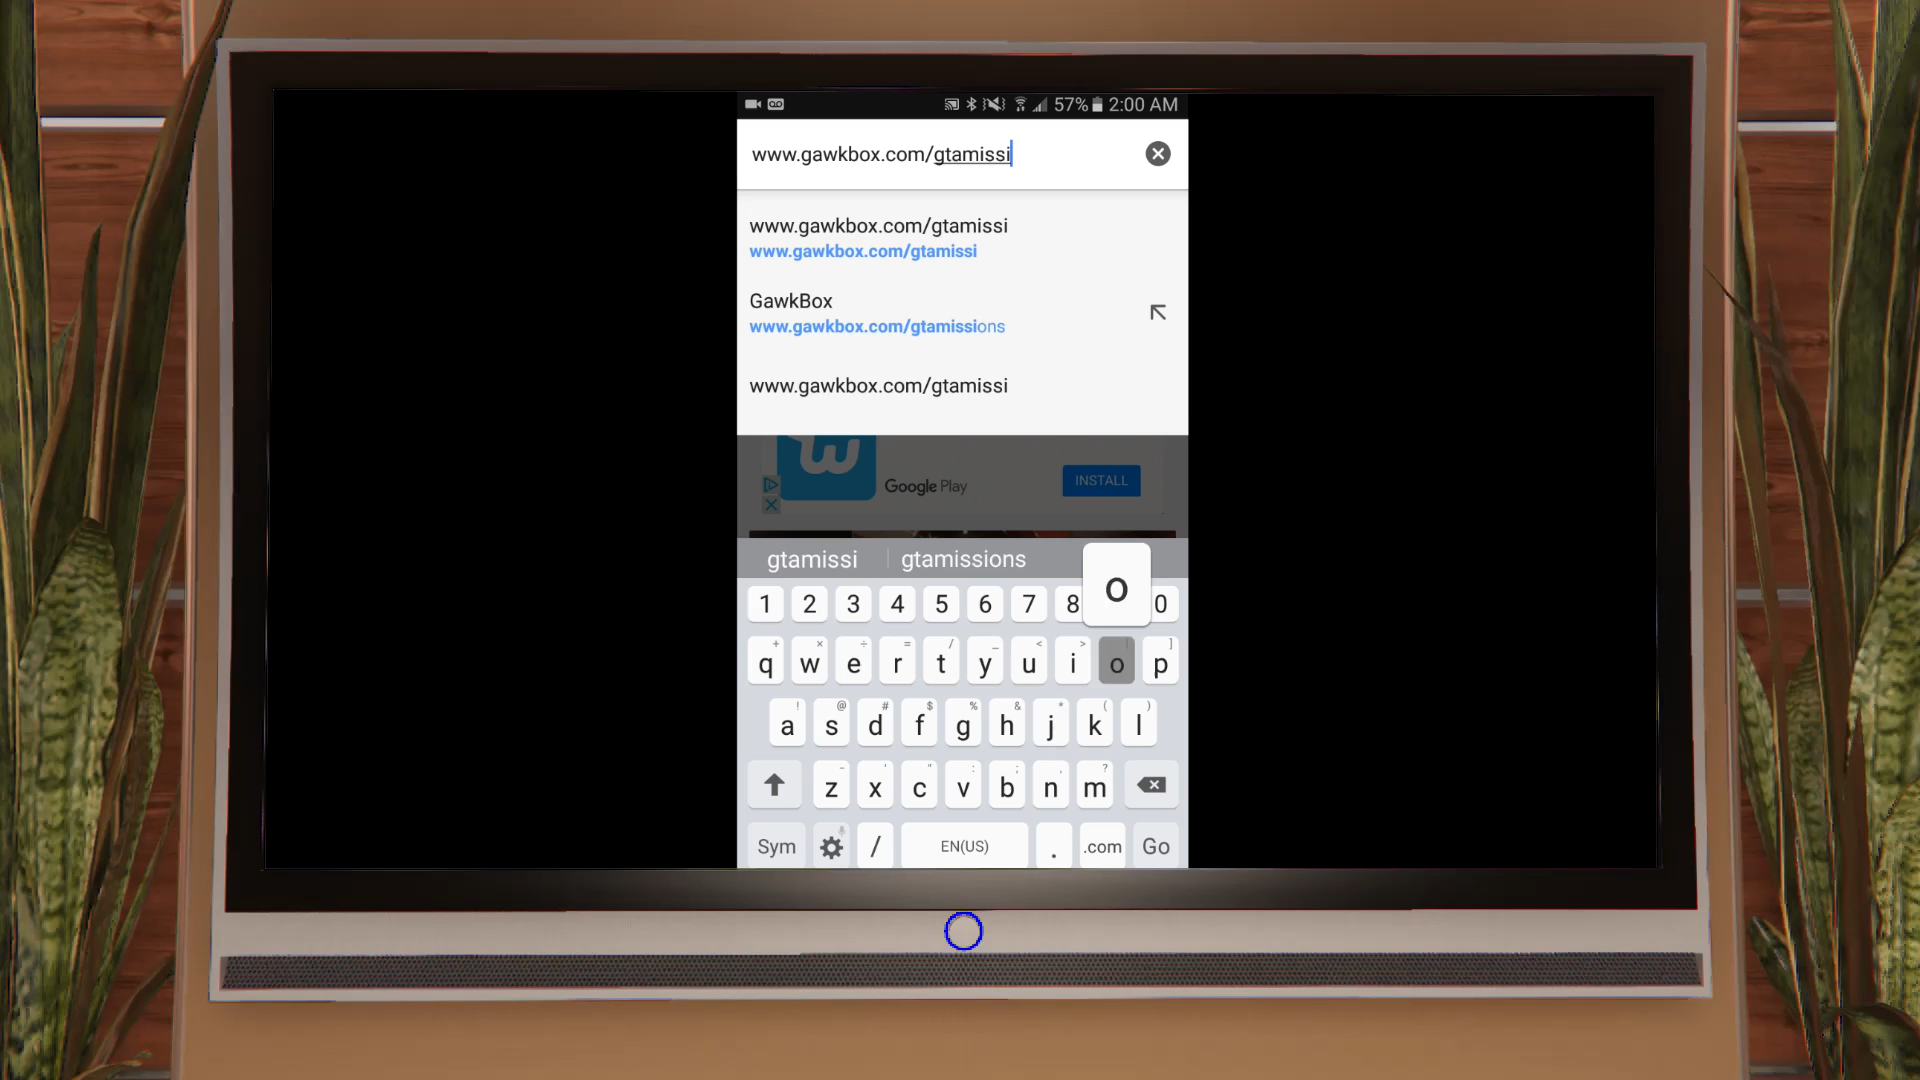 57% 2:00 AM
www.gawkbox.com/gtamissi
www.gawkbox.com/gtamissi
www.gawkbox.com/gtamissi
GawkBox
www.gawkbox.com/gtamissions
www.gawkbox.com/gtamissi
w
Google Play
INSTALL
gtamissi gtamissions
o
1 2 3 4 5 6 7 8 0
+ × ÷ = / _ < > ]
q w e r t y u i o p
! @ # $ % & * ( )
a s d f g h j k l
- ' " : ; , ?
z x c v b n m
Sym / EN(US) . .com Go